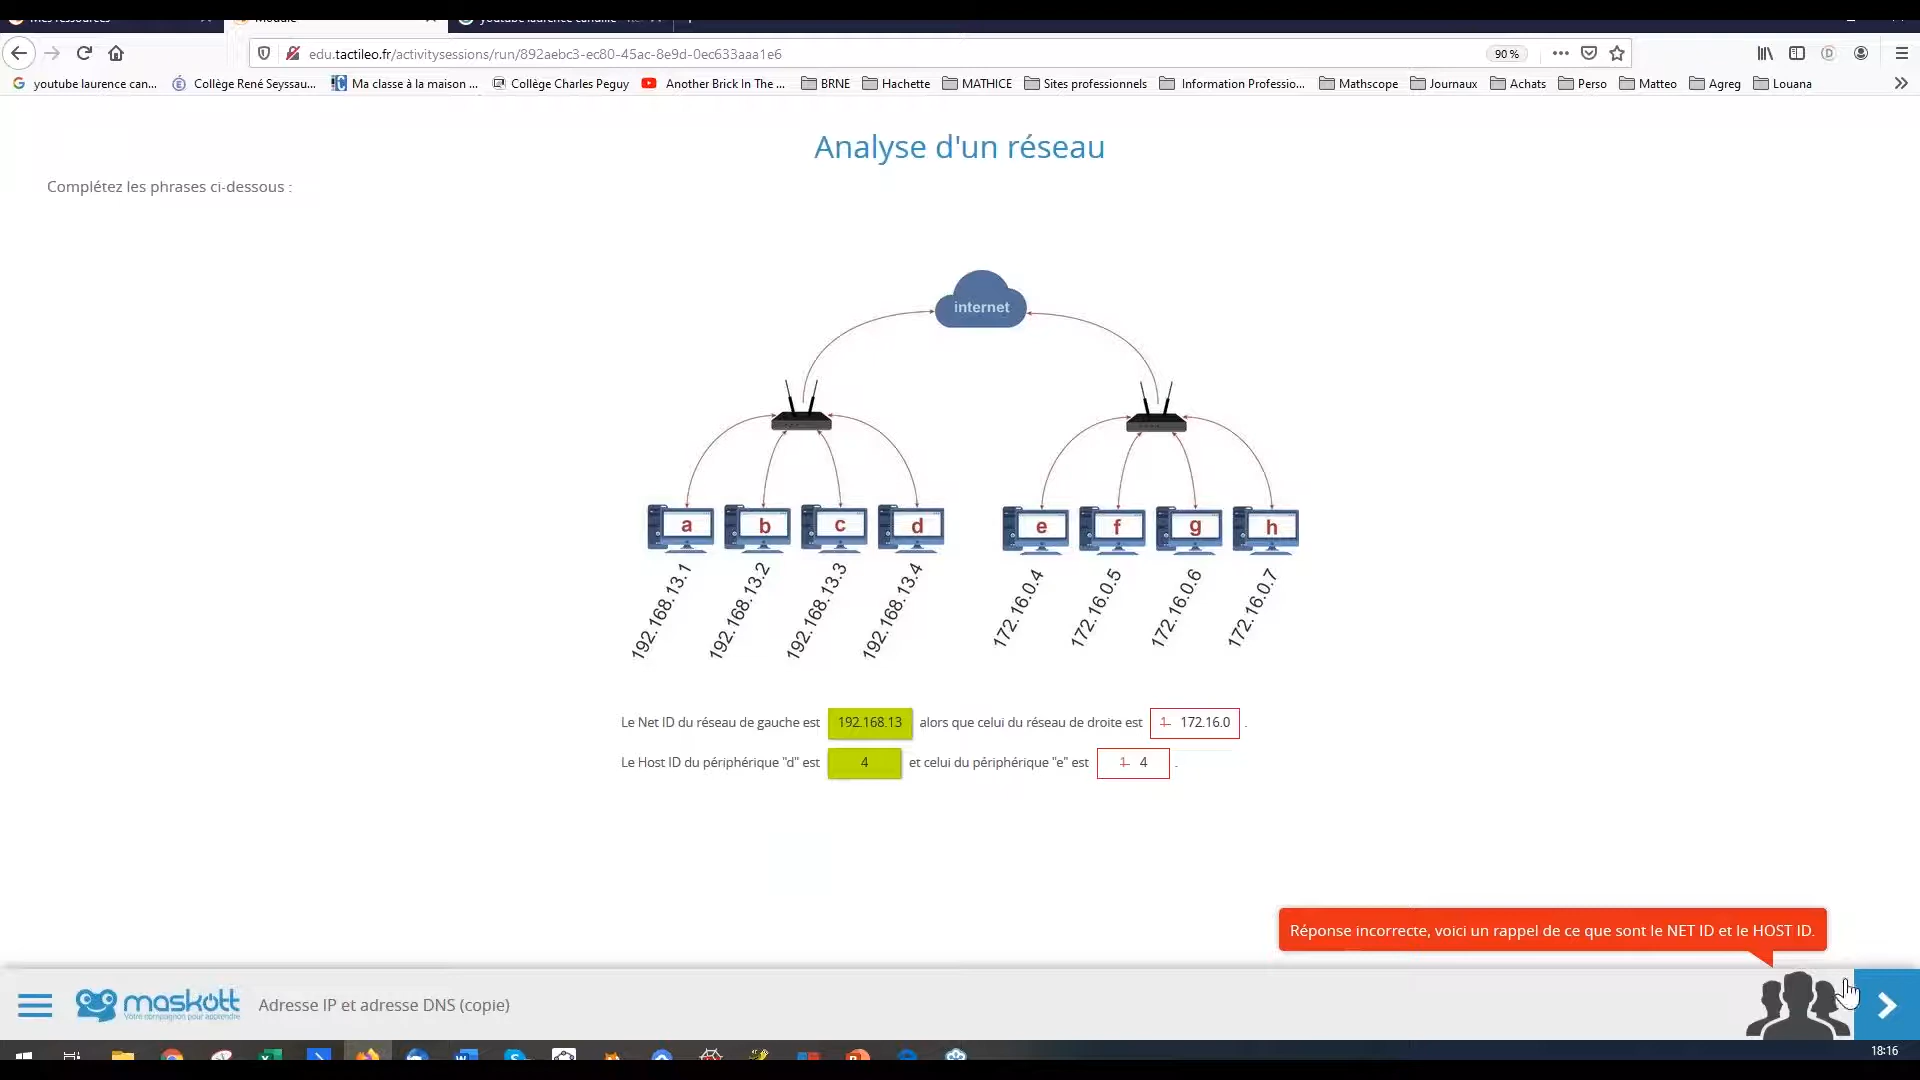 edu.tactileo.fr/activitysessions/run/892aebc3-ec80-45ac-8e9d-0ec633aaa1e6
90 %
youtube laurence can...
Collège René Seyssau...
Ma classe à la maison ...
Collège Charles Peguy
Another Brick In The ...
BRNE
Hachette
MATHICE
Sites professionnels
Information Professio...
Mathscope
Journaux
Achats
Perso
Matteo
Agreg
Louana
Analyse d'un réseau
Complétez les phrases ci-dessous :
internet
a b c d e f g h
192.168.13.1
192.168.13.2
192.168.13.3
192.168.13.4
172.16.0.4
172.16.0.5
172.16.0.6
172.16.0.7
Le Net ID du réseau de gauche est 192.168.13 alors que celui du réseau de droite est 1 172.16.0 .
Le Host ID du périphérique "d" est 4 et celui du périphérique "e" est 1 4 .
Réponse incorrecte, voici un rappel de ce que sont le NET ID et le HOST ID.
maskott
Votre compagnon pour apprendre
Adresse IP et adresse DNS (copie)
18:16